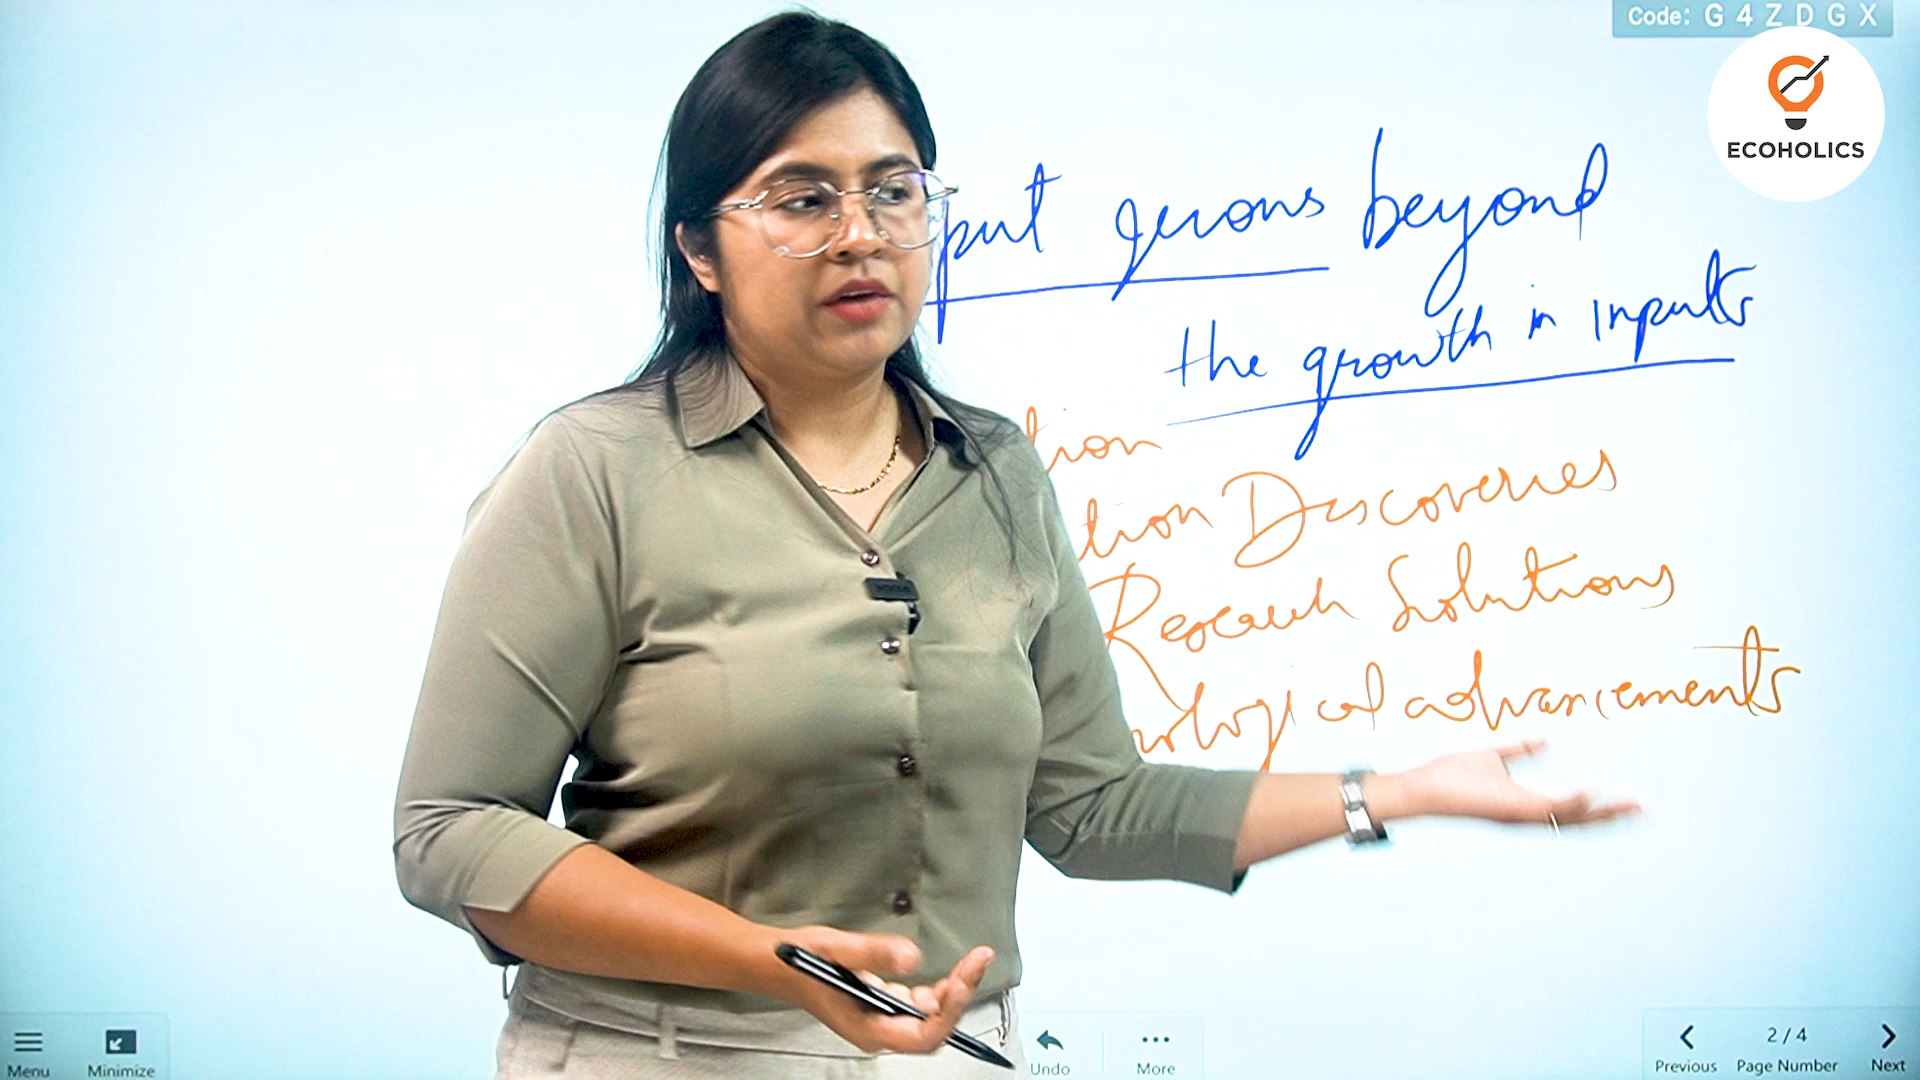 Code: G 4 Z D G X
ECOHOLICS
put grows beyond
the growth in inputs
tion
tion Discoveries
Research Solutions
nological advancements
Menu
Minimize
Undo
More
Previous
2 / 4
Page Number
Next